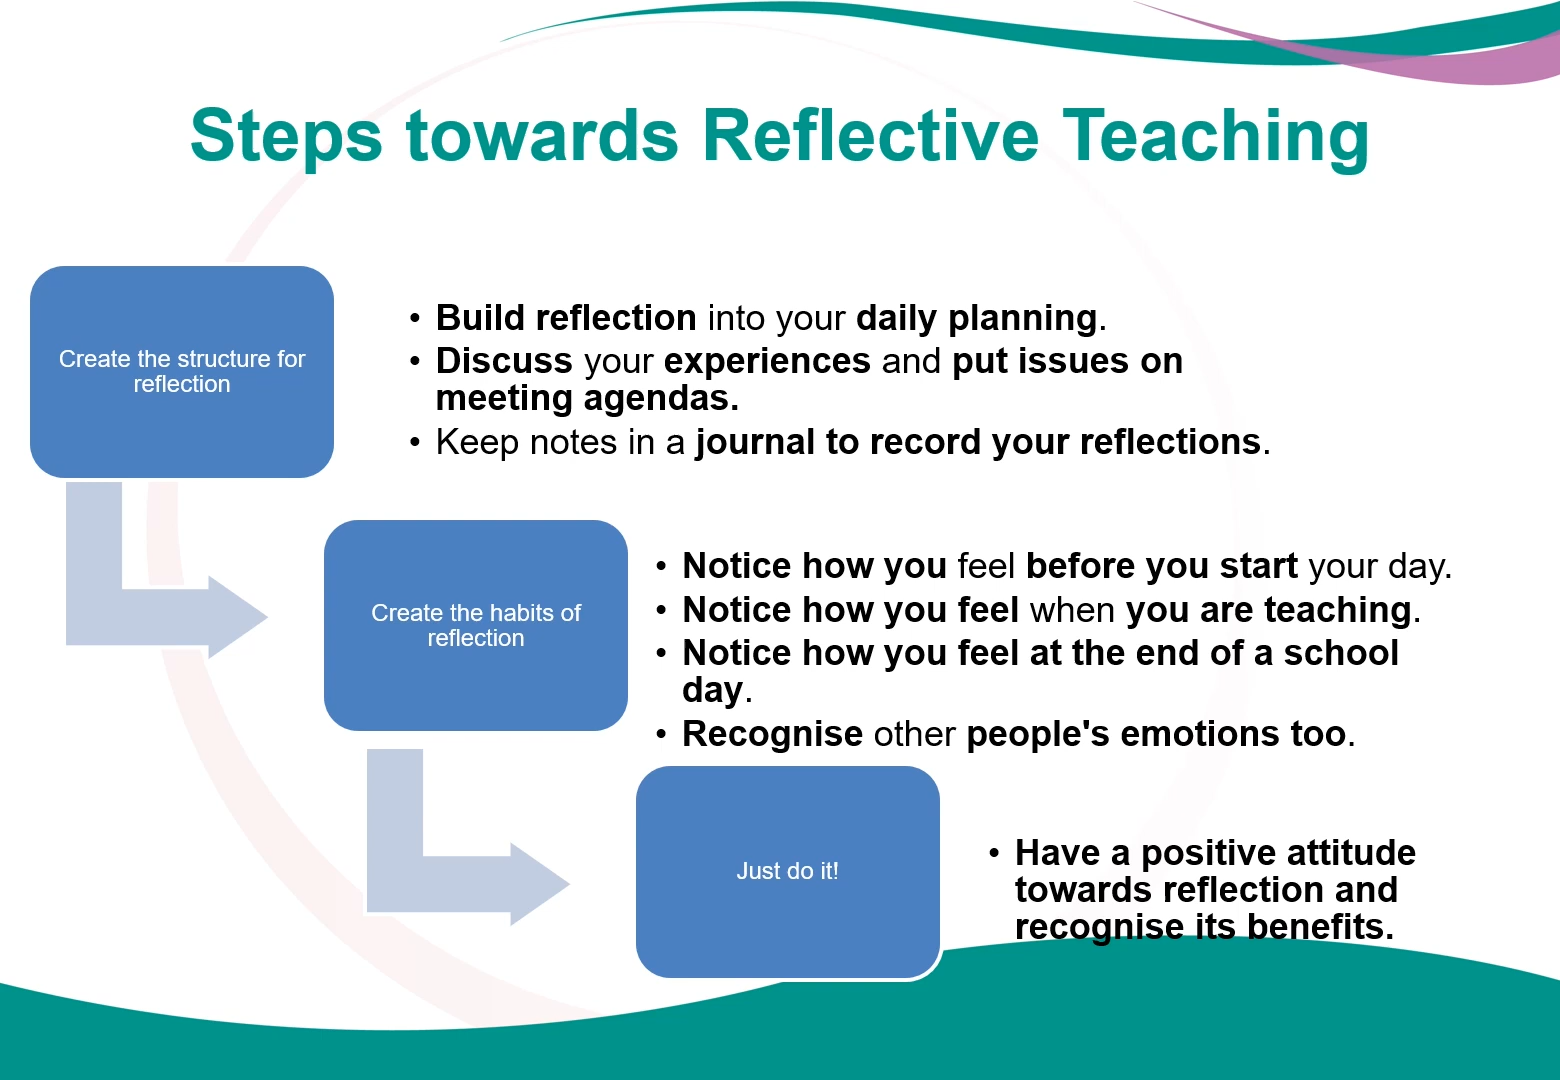 Steps towards Reflective Teaching
Create the structure for
reflection
• Build reflection into your daily planning.
• Discuss your experiences and put issues on
meeting agendas.
• Keep notes in a journal to record your reflections.
Create the habits of
reflection
• Notice how you feel before you start your day.
• Notice how you feel when you are teaching.
• Notice how you feel at the end of a school
day.
• Recognise other people's emotions too.
Just do it!
• Have a positive attitude
towards reflection and
recognise its benefits.